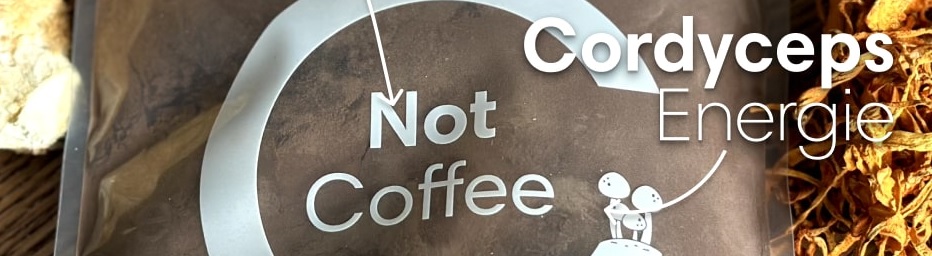 Cordyceps
Energie
Not
Coffee